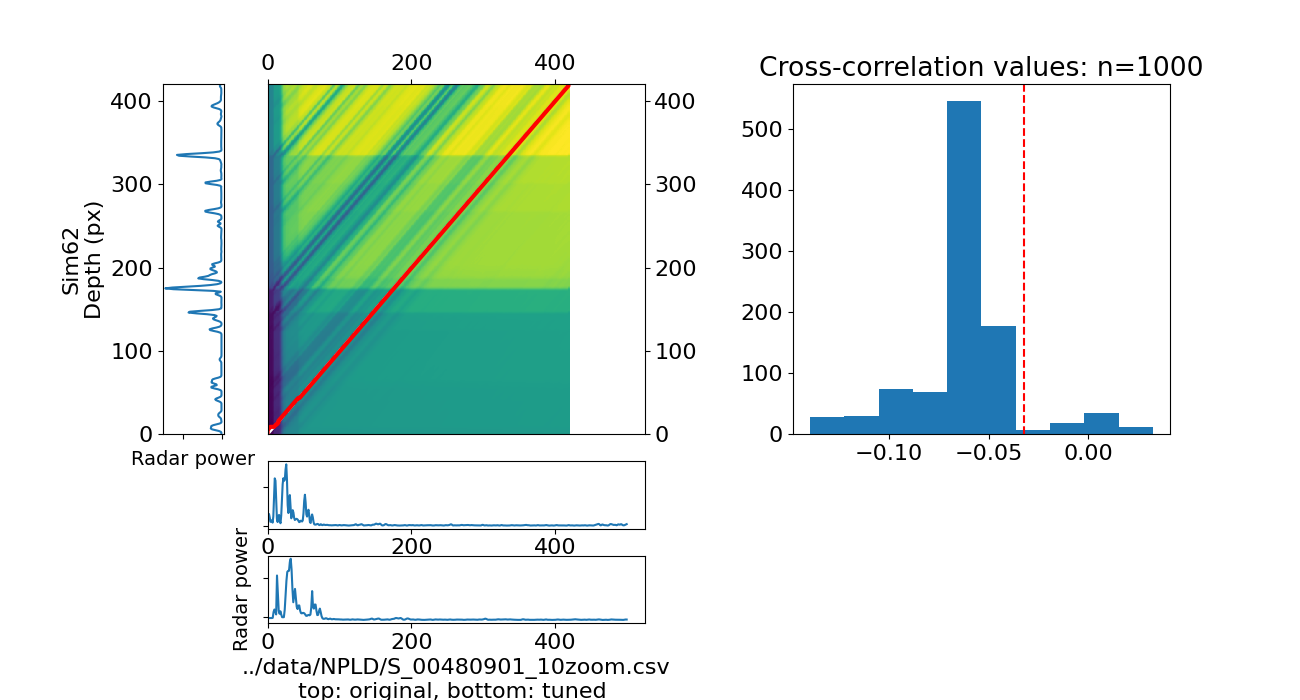 0 200 400
Cross-correlation values: n=1000
400 300 200 100 0
Sim62
Depth (px)
400 300 200 100 0
500 400 300 200 100 0
−0.10 −0.05 0.00
Radar power
0 200 400
Radar power
0 200 400
../data/NPLD/S_00480901_10zoom.csv
top: original, bottom: tuned